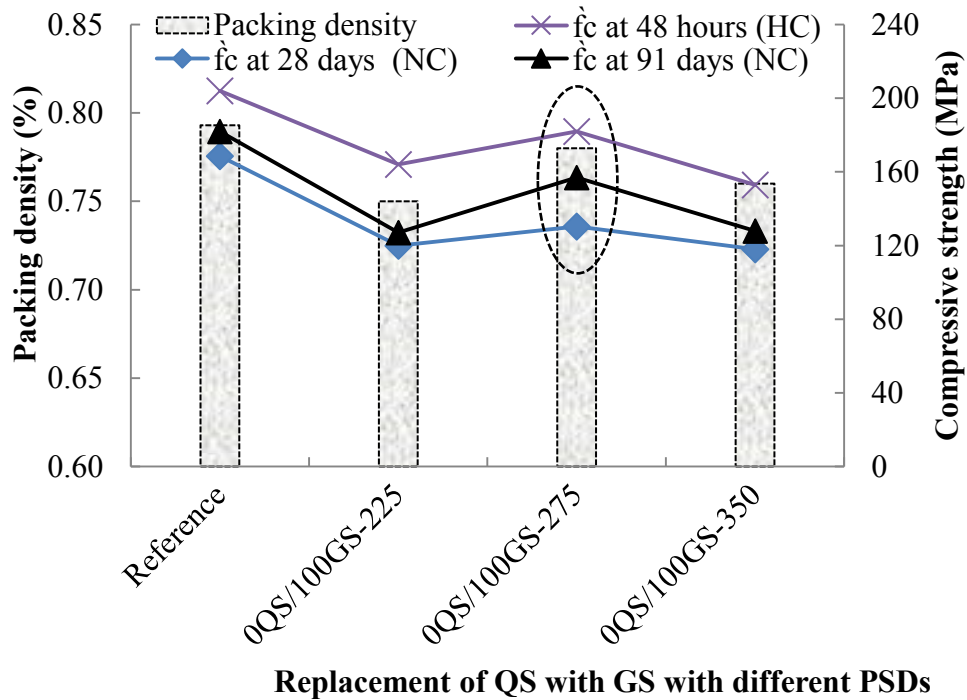 Packing density
f̀c at 48 hours (HC)
f̀c at 28 days (NC)
f̀c at 91 days (NC)
Packing density (%)
0.85
0.80
0.75
0.70
0.65
0.60
Compressive strength (MPa)
240
200
160
120
80
40
0
Reference
0QS/100GS-225
0QS/100GS-275
0QS/100GS-350
Replacement of QS with GS with different PSDs